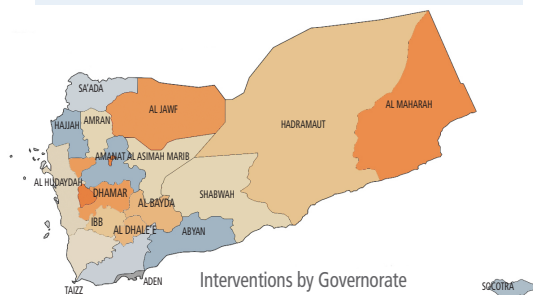 SA'ADA
AL JAWF
HAJJAH
AMRAN
HADRAMAUT
AL MAHARAH
AMANAT AL ASIMAH
MARIB
AL HUDAYDAH
DHAMAR
AL-BAYDA
SHABWAH
IBB
AL DHALE'E
ABYAN
TAIZZ
ADEN
Interventions by Governorate
SOCOTRA